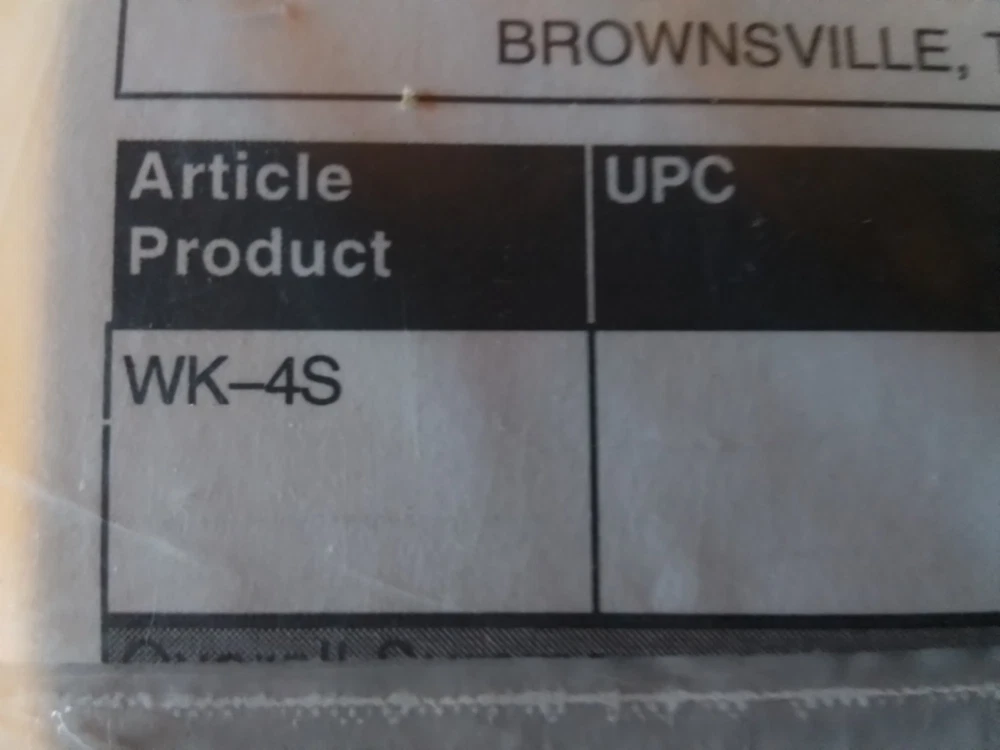 BROWNSVILLE,
Article
Product
UPC
WK–4S